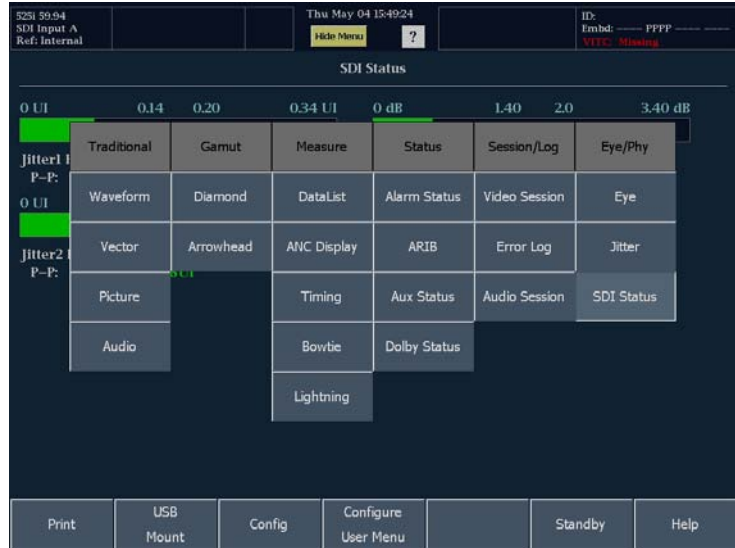 525i 59.94
SDI Input A
Ref: Internal
Thu May 04 15:49:24
Hide Menu ?
ID:
Embd: ---- PPPP ---- ----
VITC: Missing
SDI Status
0 UI 0.14 0.20 0.34 UI 0 dB 1.40 2.0 3.40 dB
Jitter1
P-P:
0 UI
Jitter2
P-P:
Traditional Gamut Measure Status Session/Log Eye/Phy
Waveform Diamond DataList Alarm Status Video Session Eye
Vector Arrowhead ANC Display ARIB Error Log Jitter
Picture Timing Aux Status Audio Session SDI Status
Audio Bowtie Dolby Status
Lightning
Print USB Mount Config Configure User Menu Standby Help